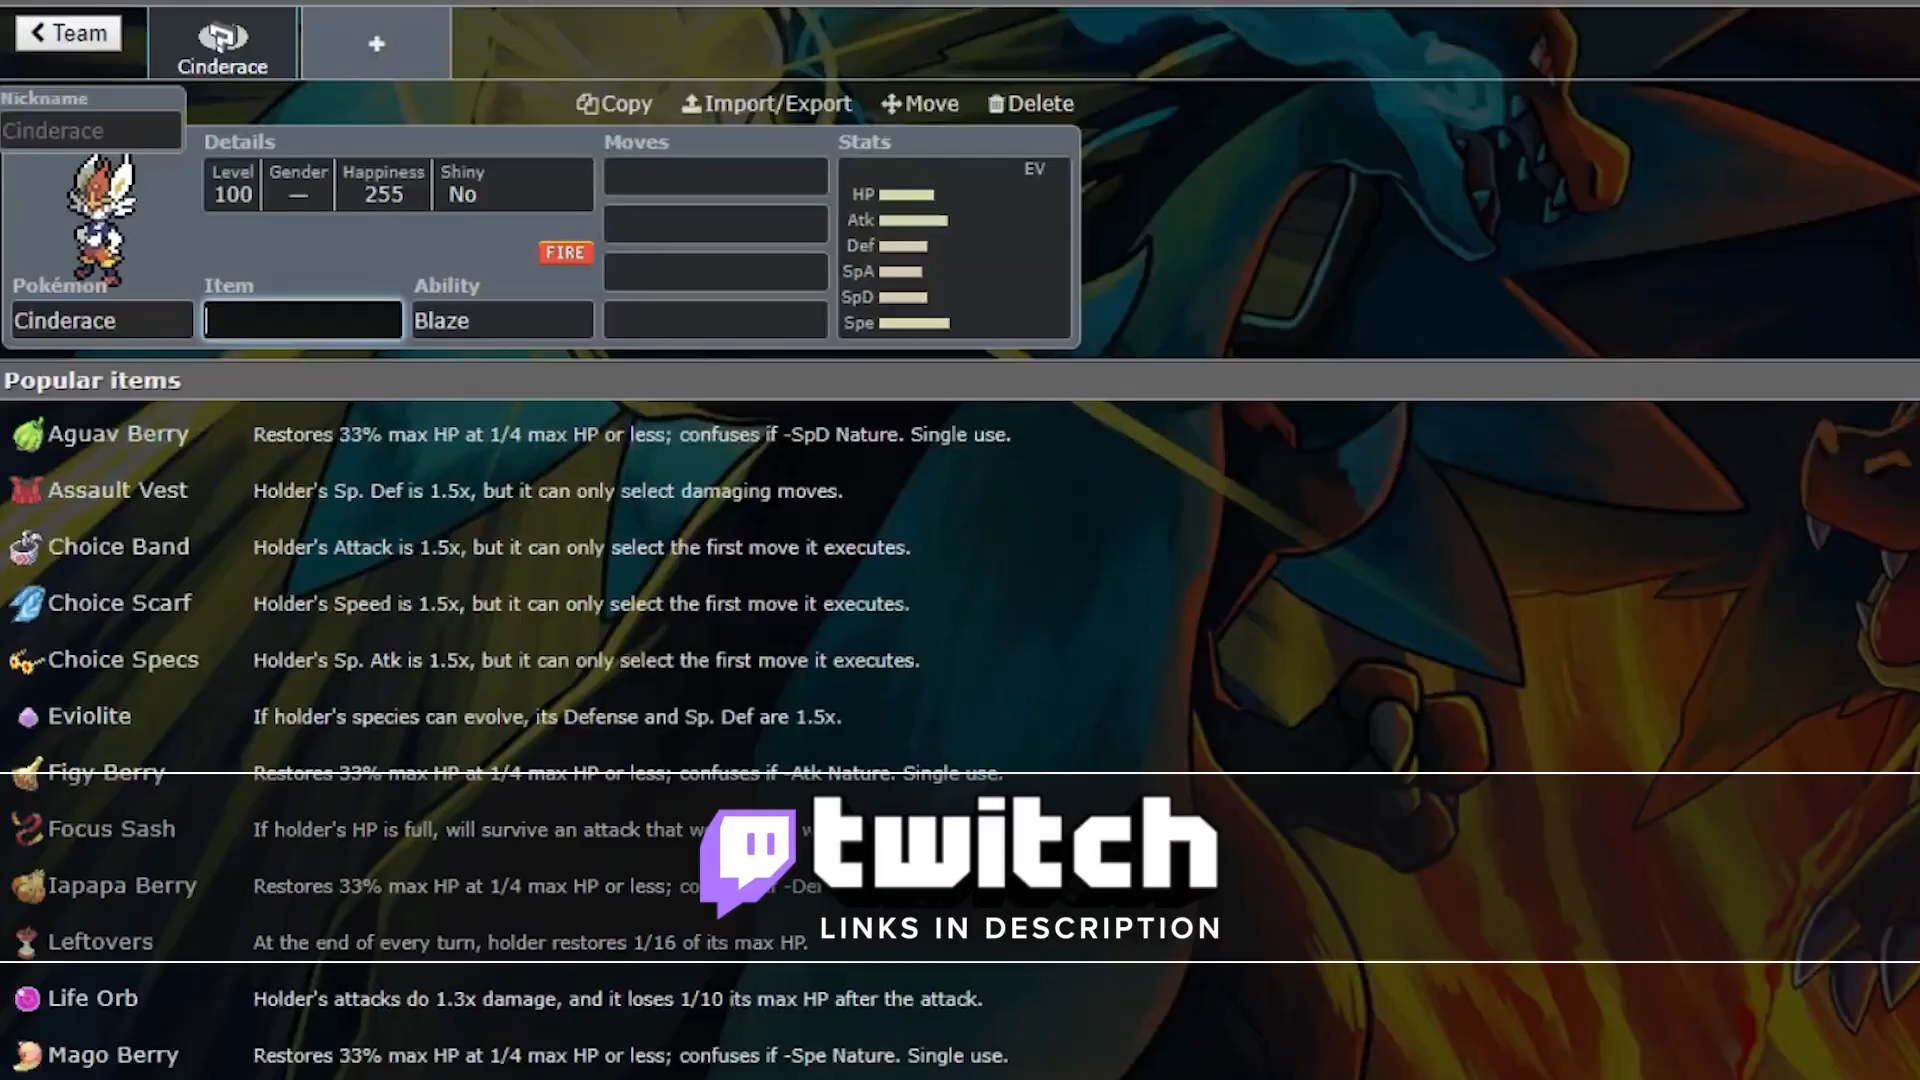 Team
Cinderace
+
Nickname
Cinderace
Copy
Import/Export
Move
Delete
Details
Level
100
Gender
—
Happiness
255
Shiny
No
FIRE
Pokémon
Cinderace
Item
Ability
Blaze
Moves
Stats
EV
HP
Atk
Def
SpA
SpD
Spe
Popular items
Aguav Berry Restores 33% max HP at 1/4 max HP or less; confuses if -SpD Nature. Single use.
Assault Vest Holder's Sp. Def is 1.5x, but it can only select damaging moves.
Choice Band Holder's Attack is 1.5x, but it can only select the first move it executes.
Choice Scarf Holder's Speed is 1.5x, but it can only select the first move it executes.
Choice Specs Holder's Sp. Atk is 1.5x, but it can only select the first move it executes.
Eviolite If holder's species can evolve, its Defense and Sp. Def are 1.5x.
Figy Berry Restores 33% max HP at 1/4 max HP or less; confuses if -Atk Nature. Single use.
Focus Sash If holder's HP is full, will survive an attack that
Iapapa Berry Restores 33% max HP at 1/4 max HP or less;
Leftovers At the end of every turn, holder restores 1/16 of its max HP.
twitch
LINKS IN DESCRIPTION
Life Orb Holder's attacks do 1.3x damage, and it loses 1/10 its max HP after the attack.
Mago Berry Restores 33% max HP at 1/4 max HP or less; confuses if -Spe Nature. Single use.